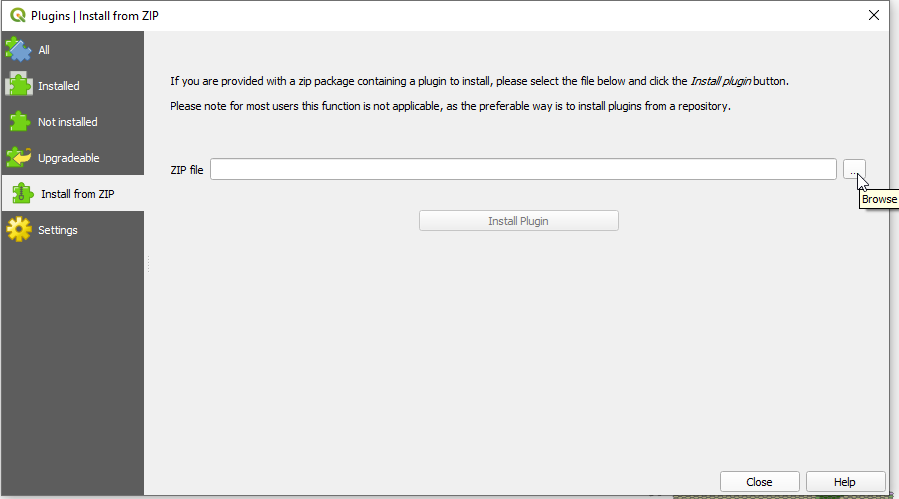 Plugins | Install from ZIP
All
Installed
Not installed
Upgradeable
Install from ZIP
Settings
If you are provided with a zip package containing a plugin to install, please select the file below and click the Install plugin button.
Please note for most users this function is not applicable, as the preferable way is to install plugins from a repository.
ZIP file
...
Browse
Install Plugin
Close
Help